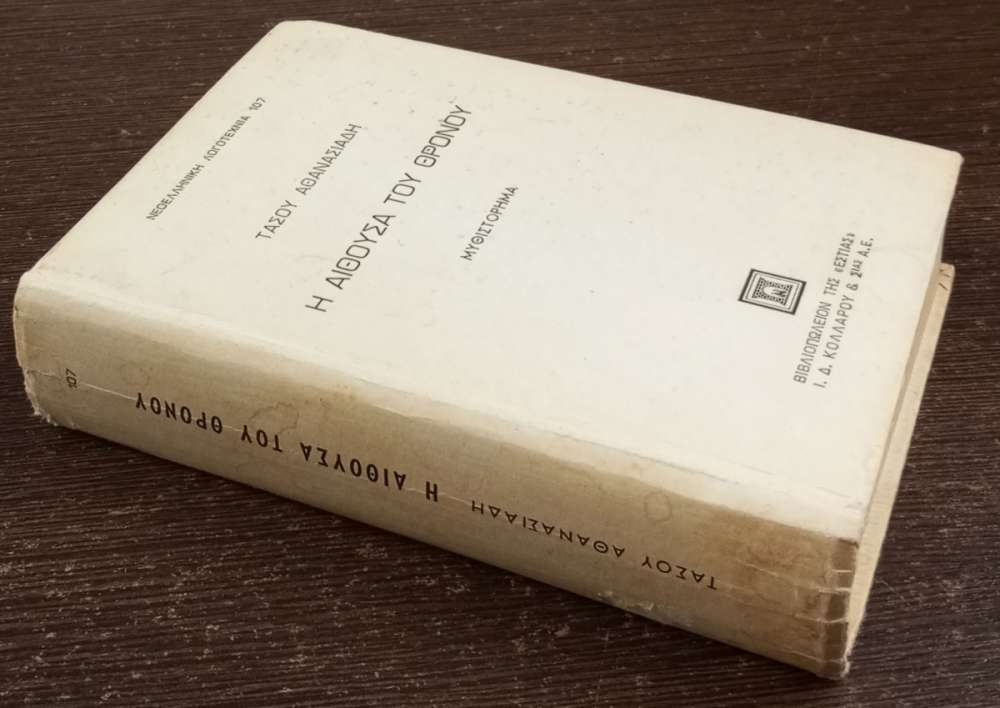 ΝΕΟΕΛΛΗΝΙΚΗ ΛΟΓΟΤΕΧΝΙΑ 107
ΤΑΣΟΥ ΑΘΑΝΑΣΙΑΔΗ
Η ΑΙΘΟΥΣΑ ΤΟΥ ΘΡΟΝΟΥ
ΜΥΘΙΣΤΟΡΗΜΑ
ΒΙΒΛΙΟΠΩΛΕΙΟΝ ΤΗΣ «ΕΣΤΙΑΣ»
Ι. Δ. ΚΟΛΛΑΡΟΥ & ΣΙΑΣ Α.Ε.
ΤΑΣΟΥ ΑΘΑΝΑΣΙΑΔΗ
Η ΑΙΘΟΥΣΑ ΤΟΥ ΘΡΟΝΟΥ
107